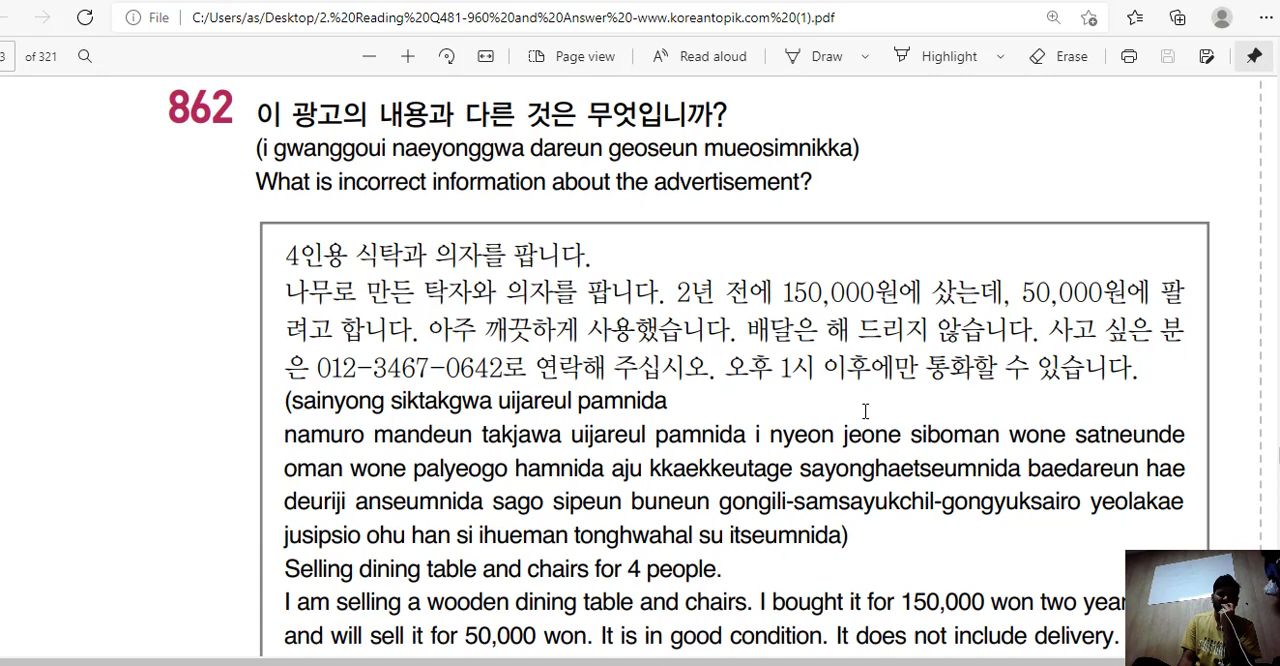 File
C:/Users/as/Desktop/2.%20Reading%20Q481-960%20and%20Answer%20-www.koreantopik.com%20(1).pdf
3 of 321
Page view
Read aloud
Draw
Highlight
Erase
862 이 광고의 내용과 다른 것은 무엇입니까?
(i gwanggoui naeyonggwa dareun geoseun mueosimnikka)
What is incorrect information about the advertisement?
4인용 식탁과 의자를 팝니다.
나무로 만든 탁자와 의자를 팝니다. 2년 전에 150,000원에 샀는데, 50,000원에 팔
려고 합니다. 아주 깨끗하게 사용했습니다. 배달은 해 드리지 않습니다. 사고 싶은 분
은 012-3467-0642로 연락해 주십시오. 오후 1시 이후에만 통화할 수 있습니다.
(sainyong siktakgwa uijareul pamnida
namuro mandeun takjawa uijareul pamnida i nyeon jeone siboman wone satneunde
oman wone palyeogo hamnida aju kkaekkeutage sayonghaetseumnida baedareun hae
deuriji anseumnida sago sipeun buneun gongili-samsayukchil-gongyuksairo yeolakae
jusipsio ohu han si ihueman tonghwahal su itseumnida)
Selling dining table and chairs for 4 people.
I am selling a wooden dining table and chairs. I bought it for 150,000 won two year
and will sell it for 50,000 won. It is in good condition. It does not include delivery.